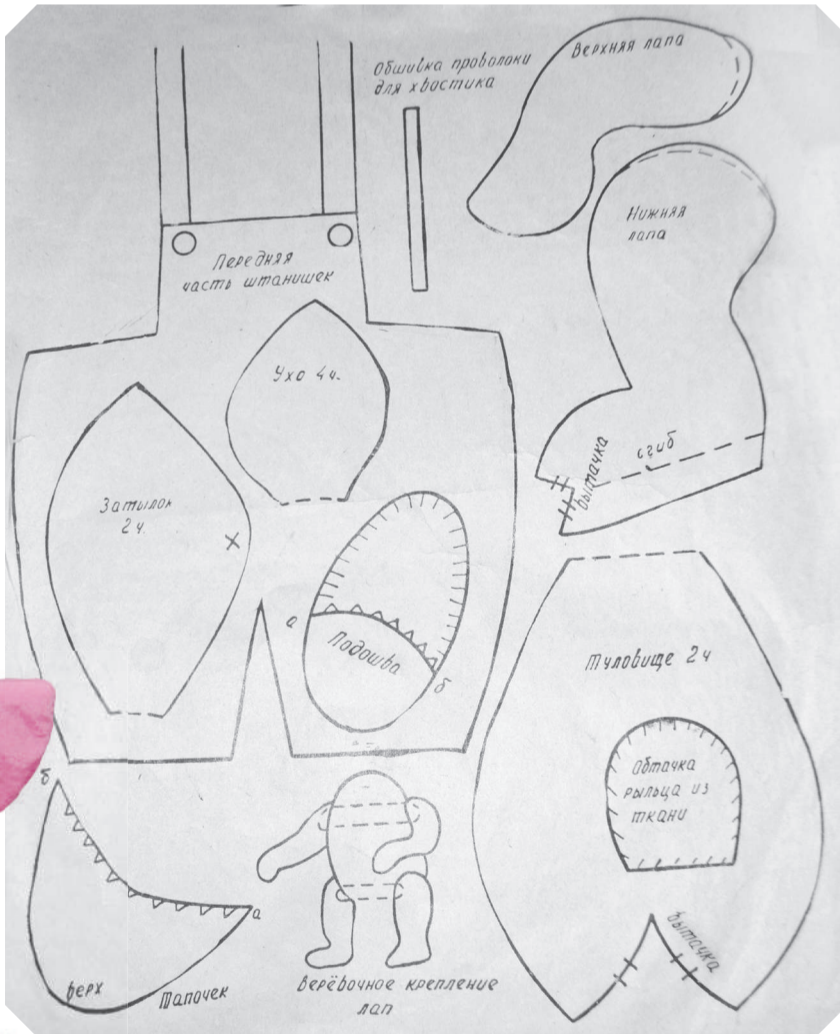 Обшивка проволоки
для хвостика
Верхняя лапа
Нижняя
лапа
Передняя
часть штанишек
Ухо 4ч.
Затылок
2ч.
вытачка
сгиб
а
Подошва
б
Туловище 2ч
Обтачка
рыльца из
ткани
вытачка
б
а
верх
тапочек
Верёвочное крепление
лап